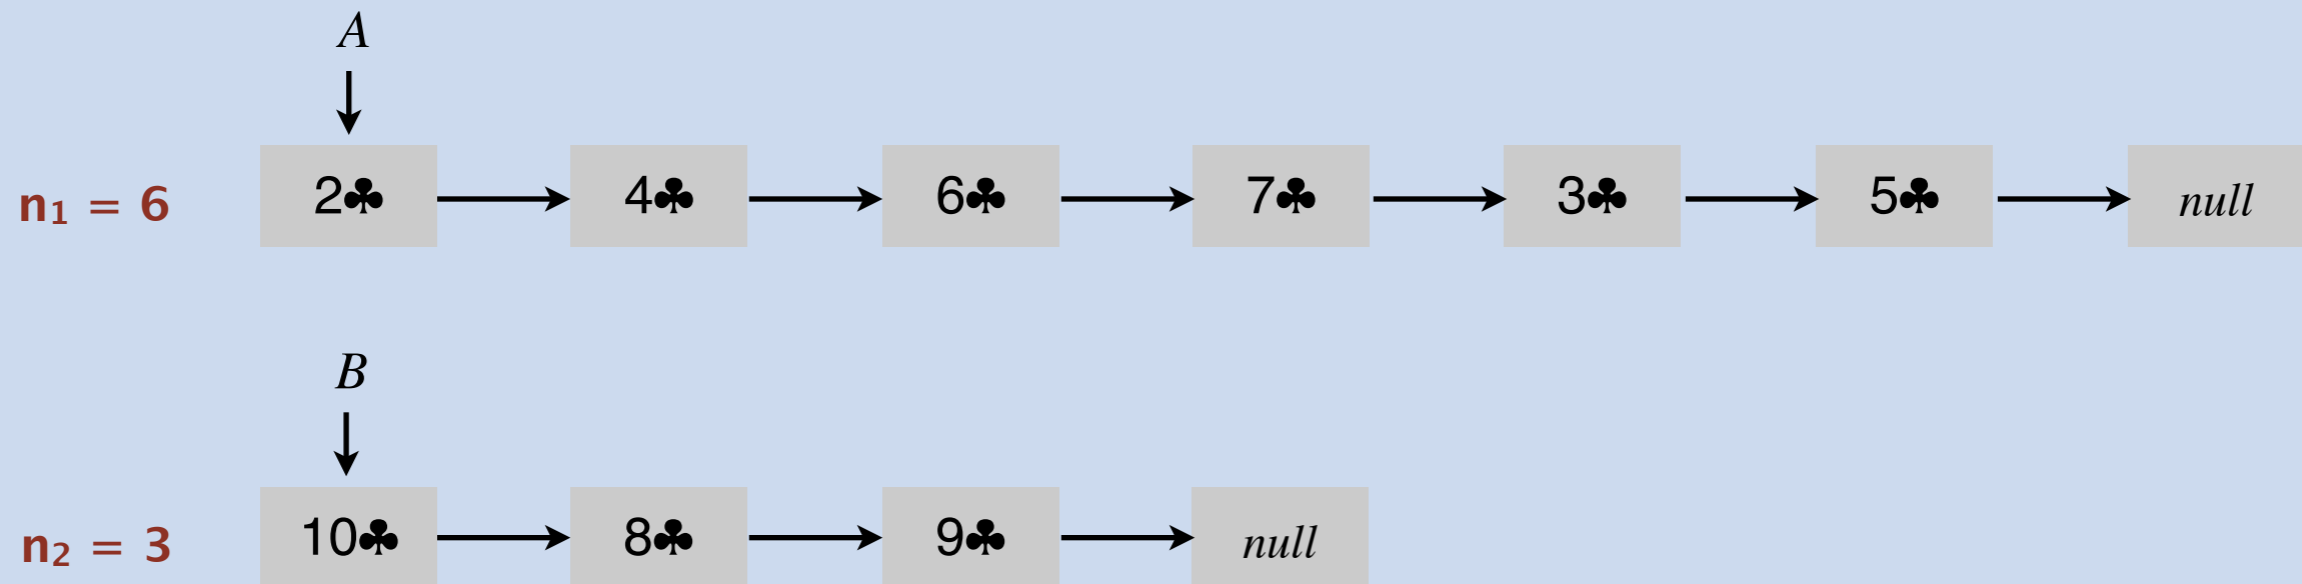 A
n₁ = 6 2♣ 4♣ 6♣ 7♣ 3♣ 5♣ null
B
n₂ = 3 10♣ 8♣ 9♣ null